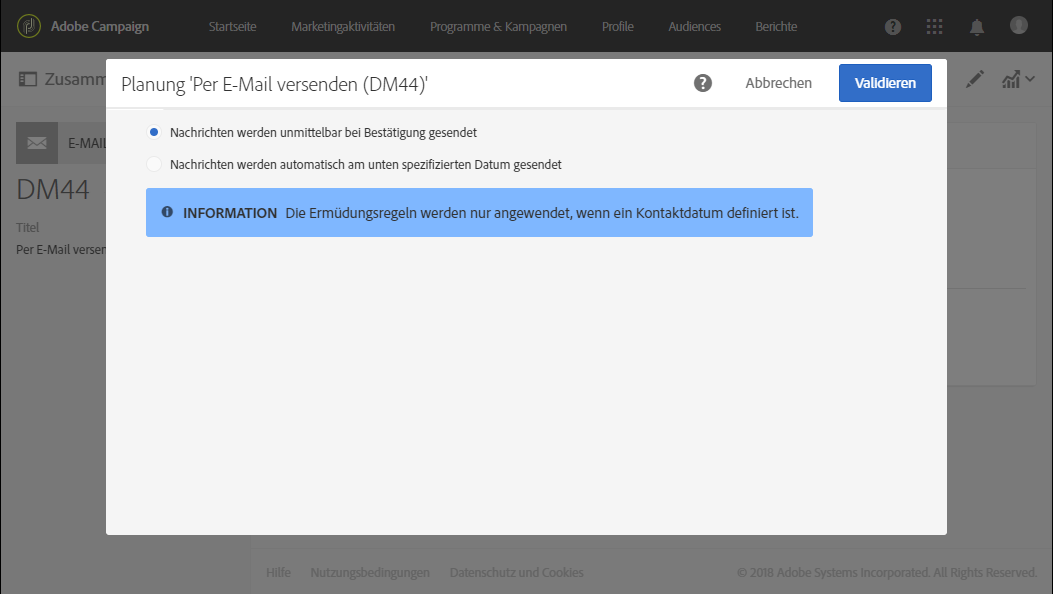 Adobe Campaign Startseite Marketingaktivitäten Programme & Kampagnen Profile Audiences Berichte
Zusamm
Planung 'Per E-Mail versenden (DM44)' Abbrechen Validieren
Nachrichten werden unmittelbar bei Bestätigung gesendet
E-MAIL
Nachrichten werden automatisch am unten spezifizierten Datum gesendet
DM44
INFORMATION Die Ermüdungsregeln werden nur angewendet, wenn ein Kontaktdatum definiert ist.
Titel
Per E-Mail versen
Hilfe Nutzungsbedingungen Datenschutz und Cookies © 2018 Adobe Systems Incorporated. All Rights Reserved.